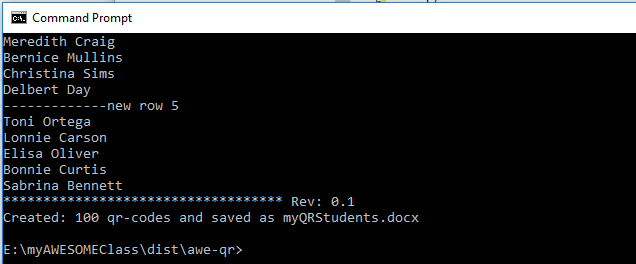 Command Prompt
Meredith Craig
Bernice Mullins
Christina Sims
Delbert Day
-------------new row 5
Toni Ortega
Lonnie Carson
Elisa Oliver
Bonnie Curtis
Sabrina Bennett
*********************************** Rev: 0.1
Created: 100 qr-codes and saved as myQRStudents.docx
E:\myAWESOMEClass\dist\awe-qr>